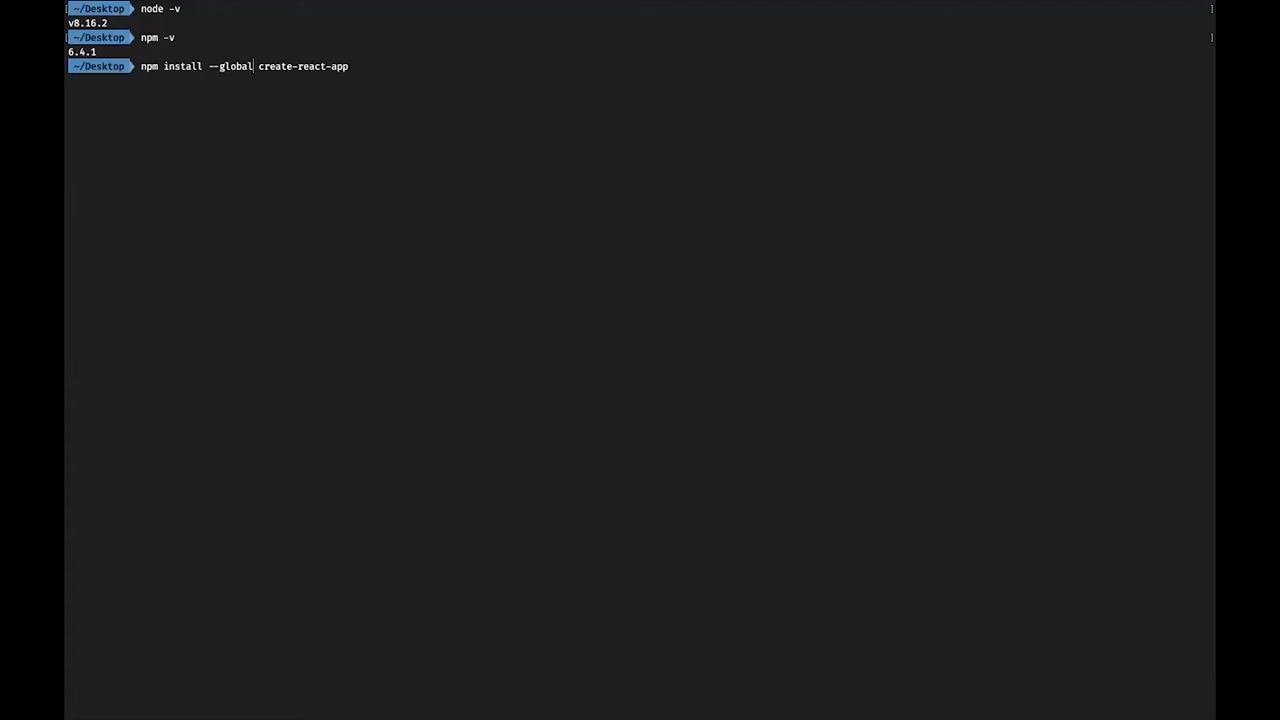 ~/Desktop node -v
v8.16.2
~/Desktop npm -v
6.4.1
~/Desktop npm install --global create-react-app